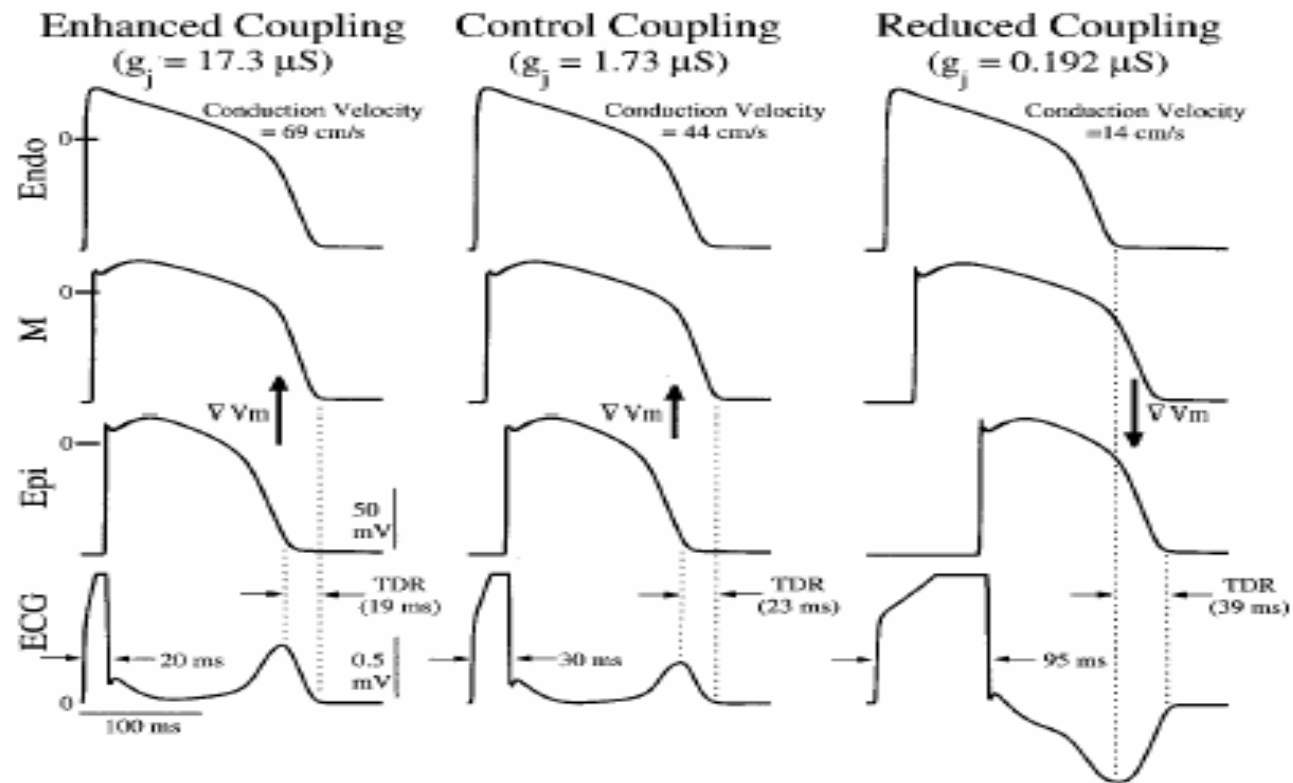 Enhanced Coupling
(gj = 17.3 µS)
Control Coupling
(gj = 1.73 µS)
Reduced Coupling
(gj = 0.192 µS)
Endo
0
Conduction Velocity
= 69 cm/s
Conduction Velocity
= 44 cm/s
Conduction Velocity
=14 cm/s
M
0
∇ Vm
∇ Vm
∇ Vm
Epi
0
50
mV
ECG
TDR
(19 ms)
TDR
(23 ms)
TDR
(39 ms)
20 ms
0.5
mV
30 ms
95 ms
0
100 ms